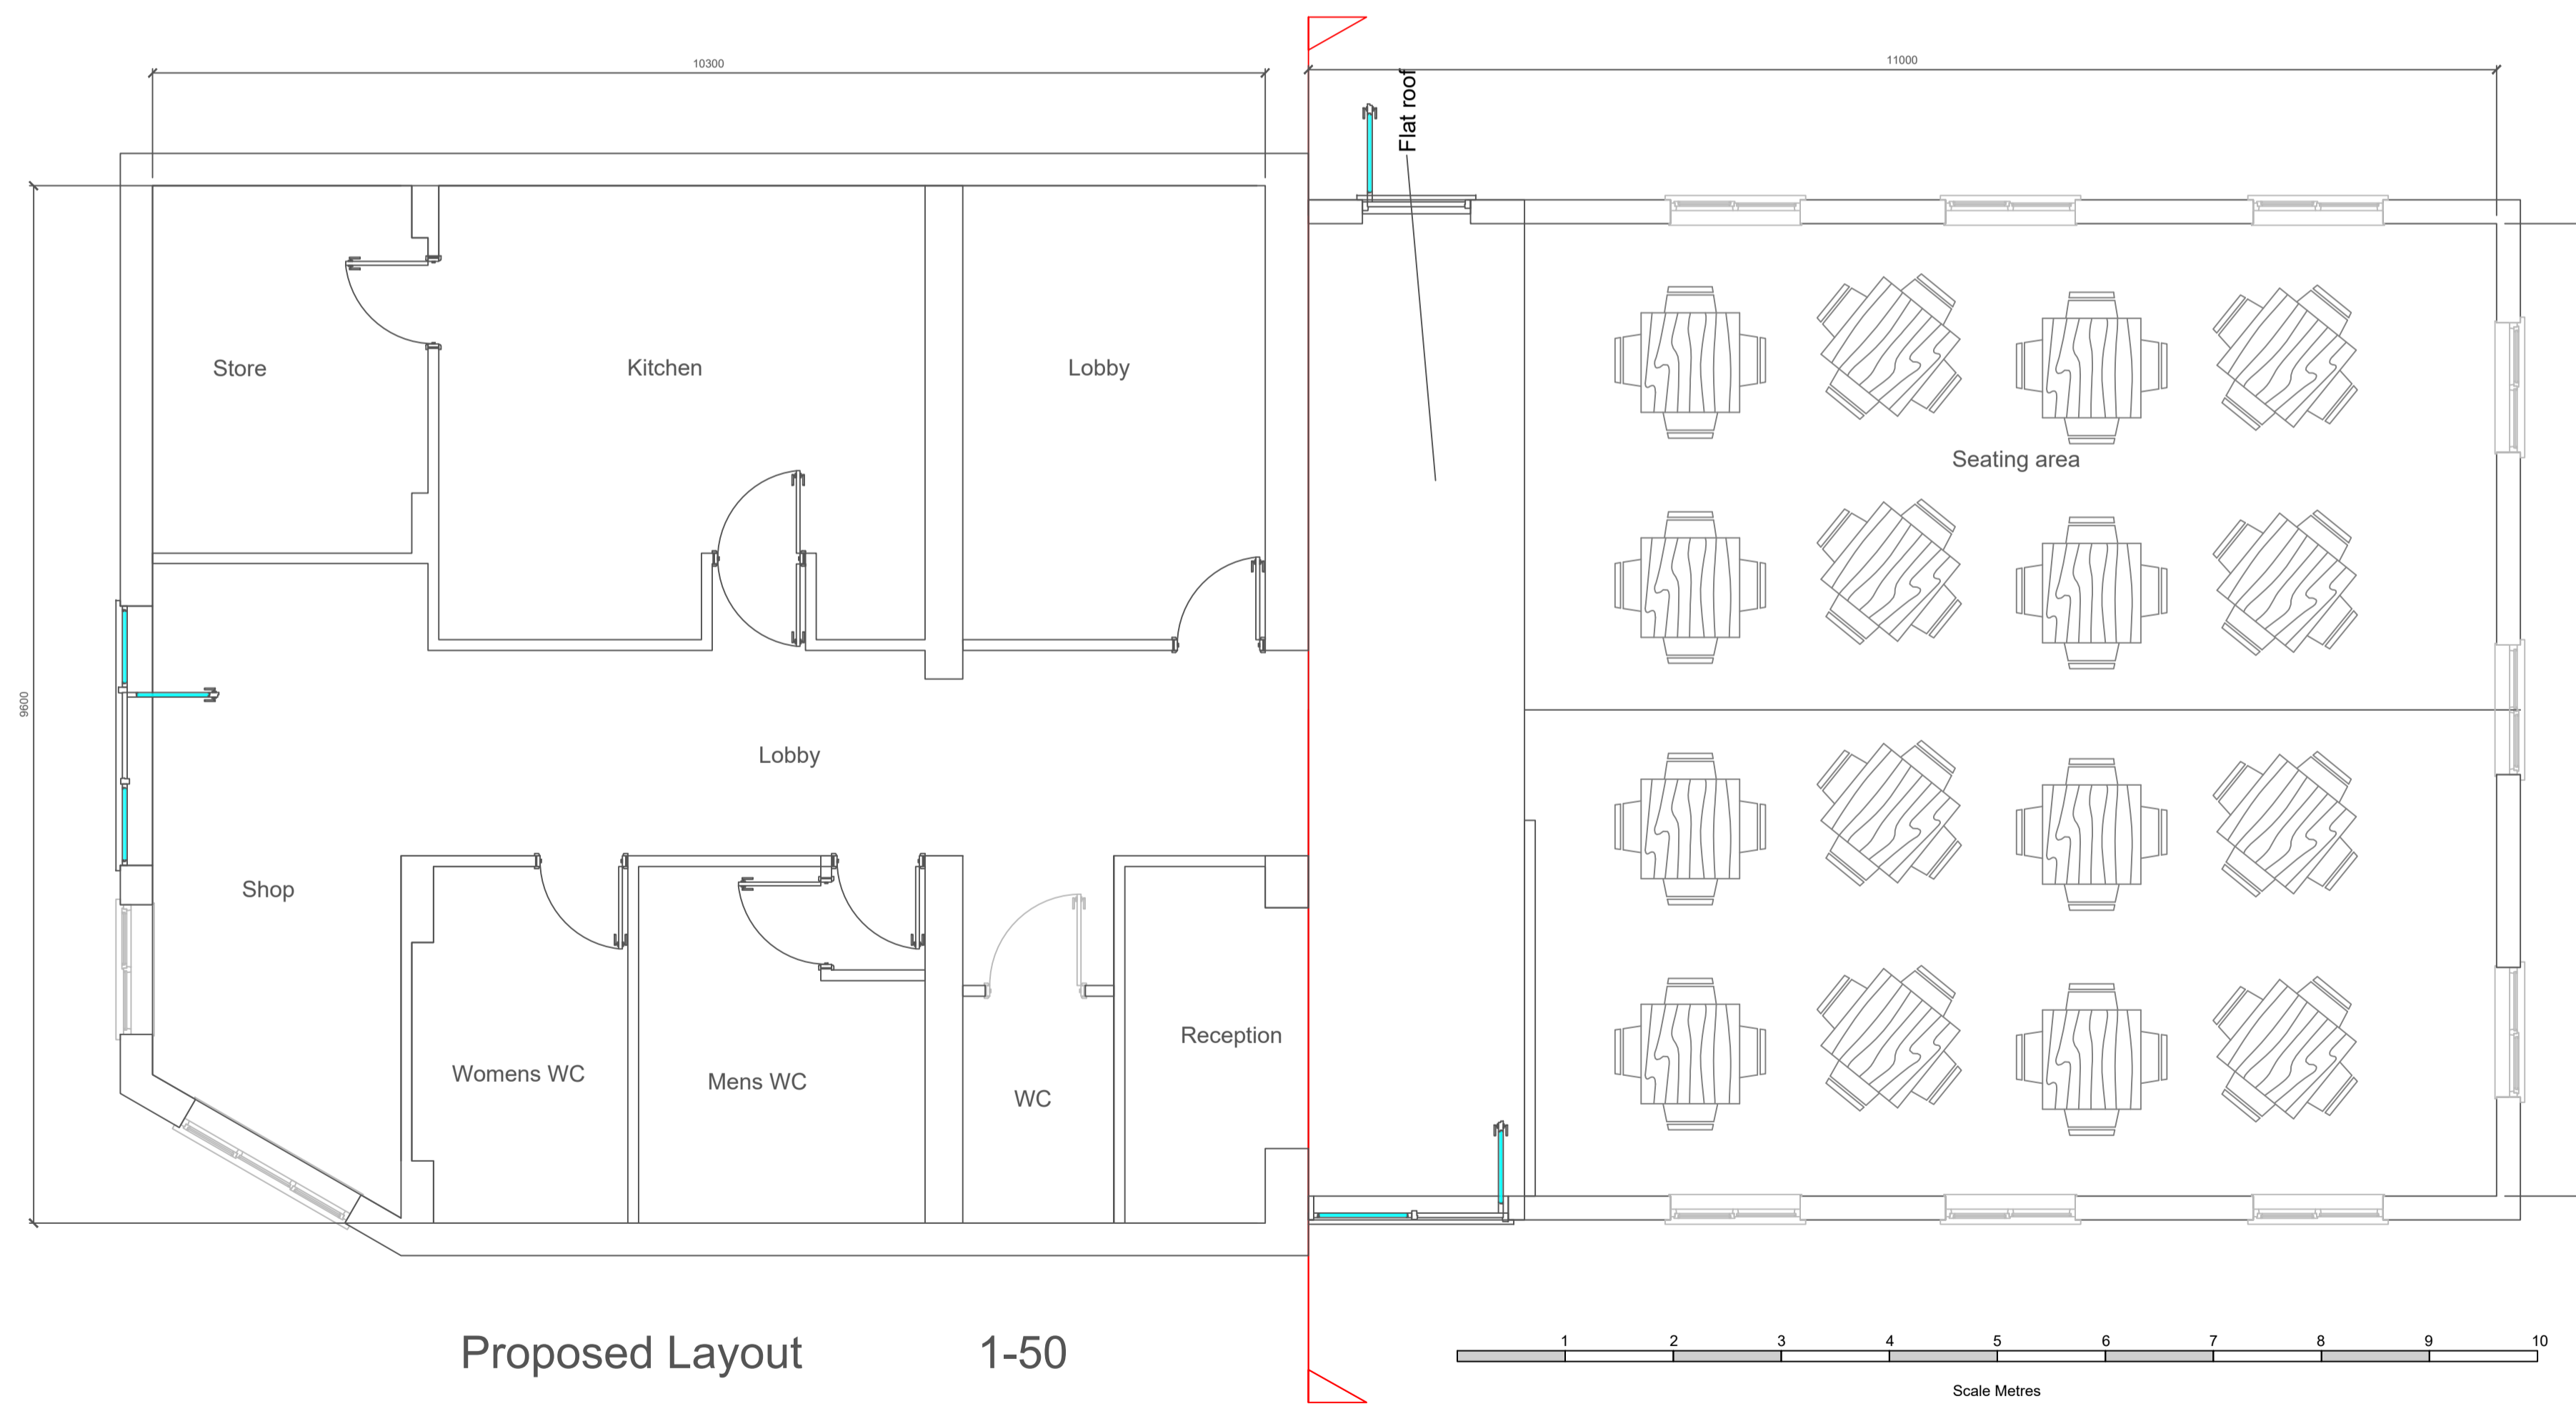 10300
11000
Flat roof
Store
Kitchen
Lobby
Seating area
9600
Lobby
Shop
Womens WC
Mens WC
WC
Reception
Proposed Layout 1-50
1 2 3 4 5 6 7 8 9 10
Scale Metres